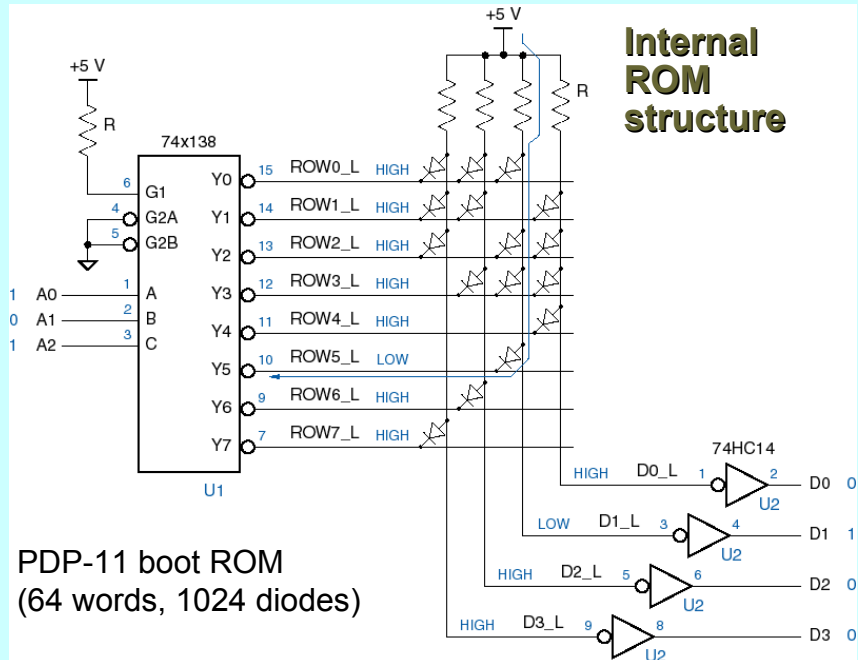 +5 V
Internal
ROM
structure
+5 V
R
R
74x138
6 G1
4 G2A
5 G2B
1 A0 1 A
0 A1 2 B
1 A2 3 C
Y0 15 ROW0_L HIGH
Y1 14 ROW1_L HIGH
Y2 13 ROW2_L HIGH
Y3 12 ROW3_L HIGH
Y4 11 ROW4_L HIGH
Y5 10 ROW5_L LOW
Y6 9 ROW6_L HIGH
Y7 7 ROW7_L HIGH
U1
74HC14
HIGH D0_L 1 2 D0 0
U2
LOW D1_L 3 4 D1 1
U2
HIGH D2_L 5 6 D2 0
U2
HIGH D3_L 9 8 D3 0
U2
PDP-11 boot ROM
(64 words, 1024 diodes)